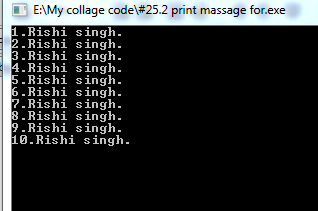 E:\My collage code\#25.2 print massage for.exe
1.Rishi singh.
2.Rishi singh.
3.Rishi singh.
4.Rishi singh.
5.Rishi singh.
6.Rishi singh.
7.Rishi singh.
8.Rishi singh.
9.Rishi singh.
10.Rishi singh.